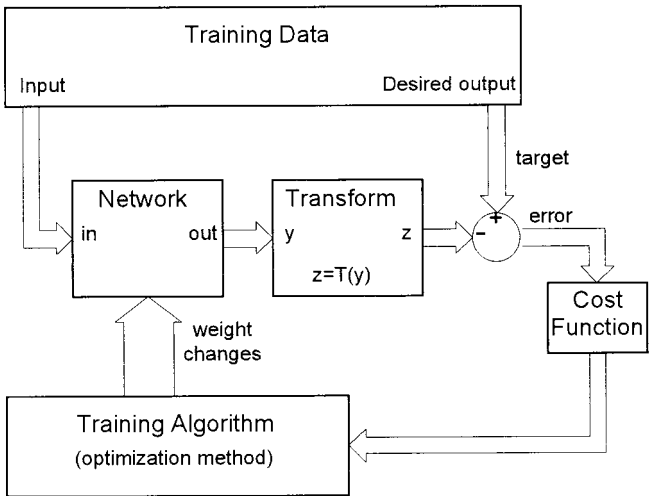 Training Data
Input
Desired output
target
Network
in
out
Transform
y
z
z=T(y)
+
-
error
Cost
Function
weight
changes
Training Algorithm
(optimization method)